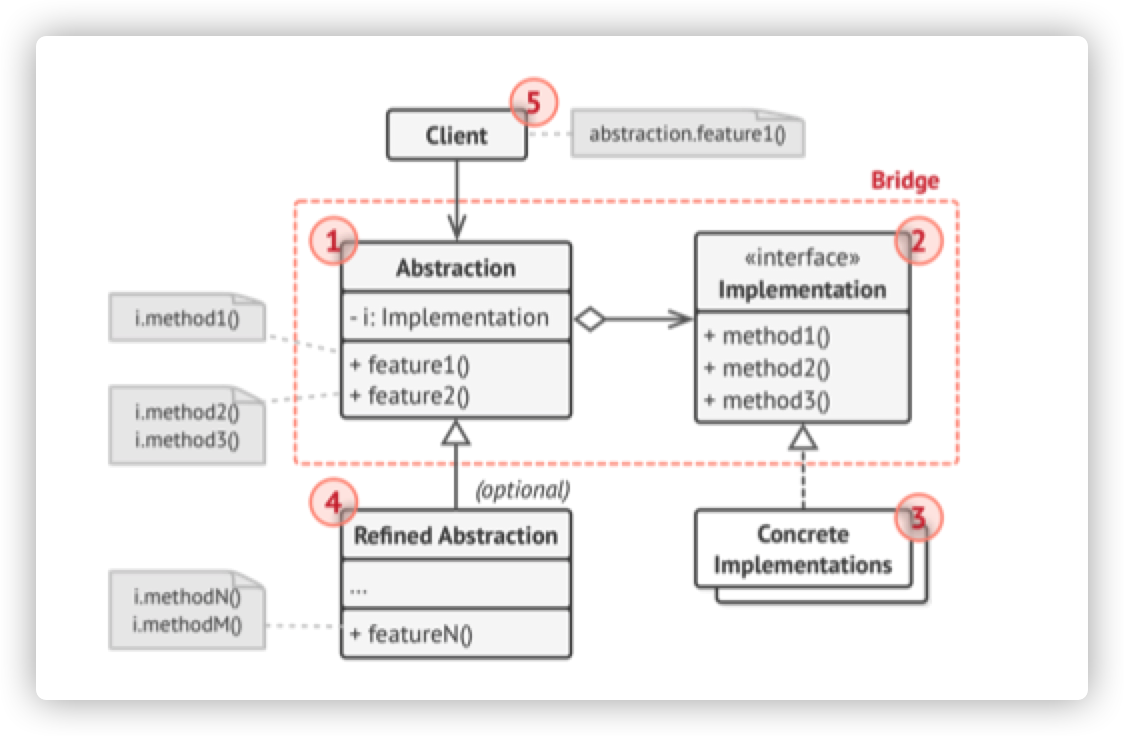 5
Client
abstraction.feature1()
Bridge
1
Abstraction
- i: Implementation
+ feature1()
+ feature2()
2
«interface»
Implementation
+ method1()
+ method2()
+ method3()
i.method1()
i.method2()
i.method3()
(optional)
4
Refined Abstraction
...
+ featureN()
3
Concrete
Implementations
i.methodN()
i.methodM()